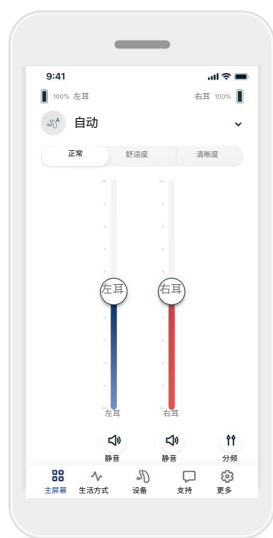 9:41
100% 左耳 右耳 100%
自动
正常 舒适度 清晰度
左耳 右耳
左耳 右耳
静音 静音 分频
主屏幕 生活方式 设备 支持 更多